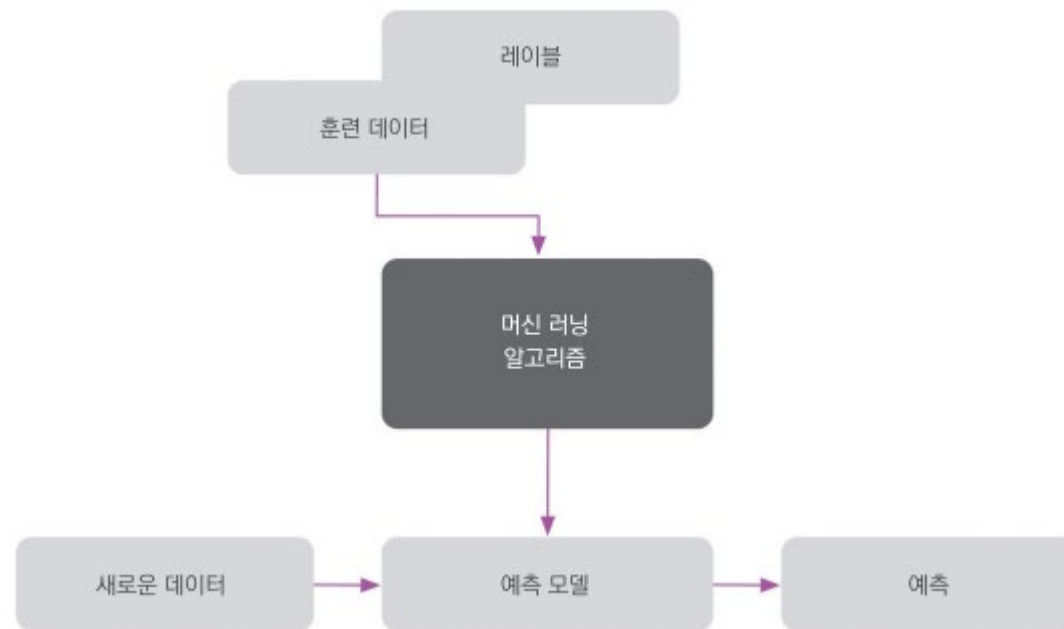 레이블
훈련 데이터
머신 러닝
알고리즘
새로운 데이터
예측 모델
예측